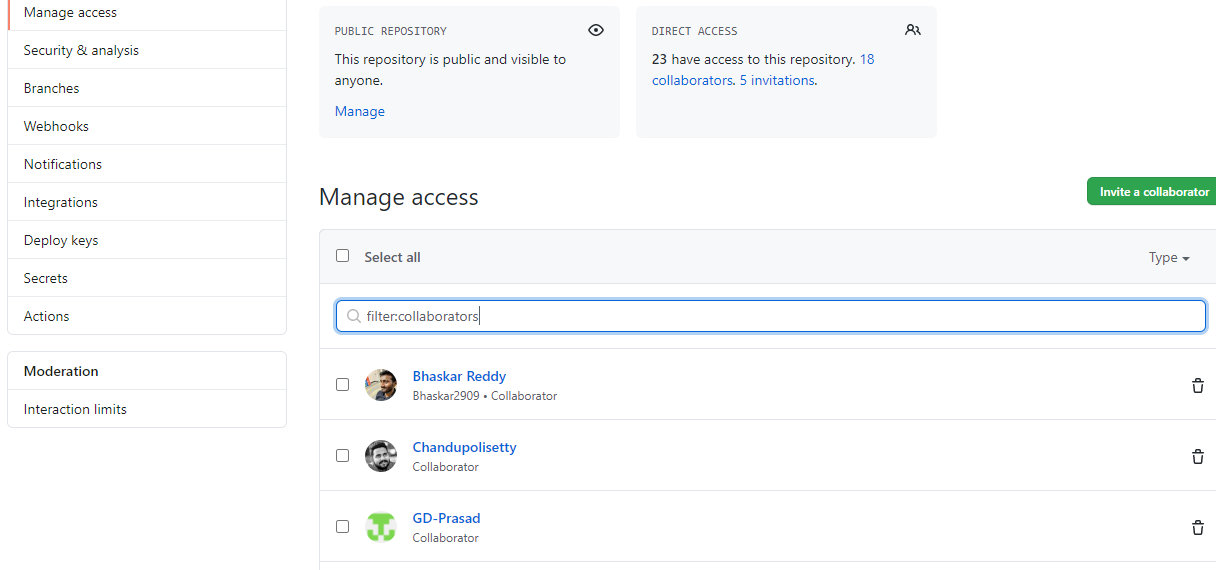 Manage access
Security & analysis
Branches
Webhooks
Notifications
Integrations
Deploy keys
Secrets
Actions
Moderation
Interaction limits
PUBLIC REPOSITORY
This repository is public and visible to
anyone.
Manage
DIRECT ACCESS
23 have access to this repository. 18
collaborators. 5 invitations.
Manage access
Invite a collaborator
Select all
Type
filter:collaborators
Bhaskar Reddy
Bhaskar2909 • Collaborator
Chandupolisetty
Collaborator
GD-Prasad
Collaborator